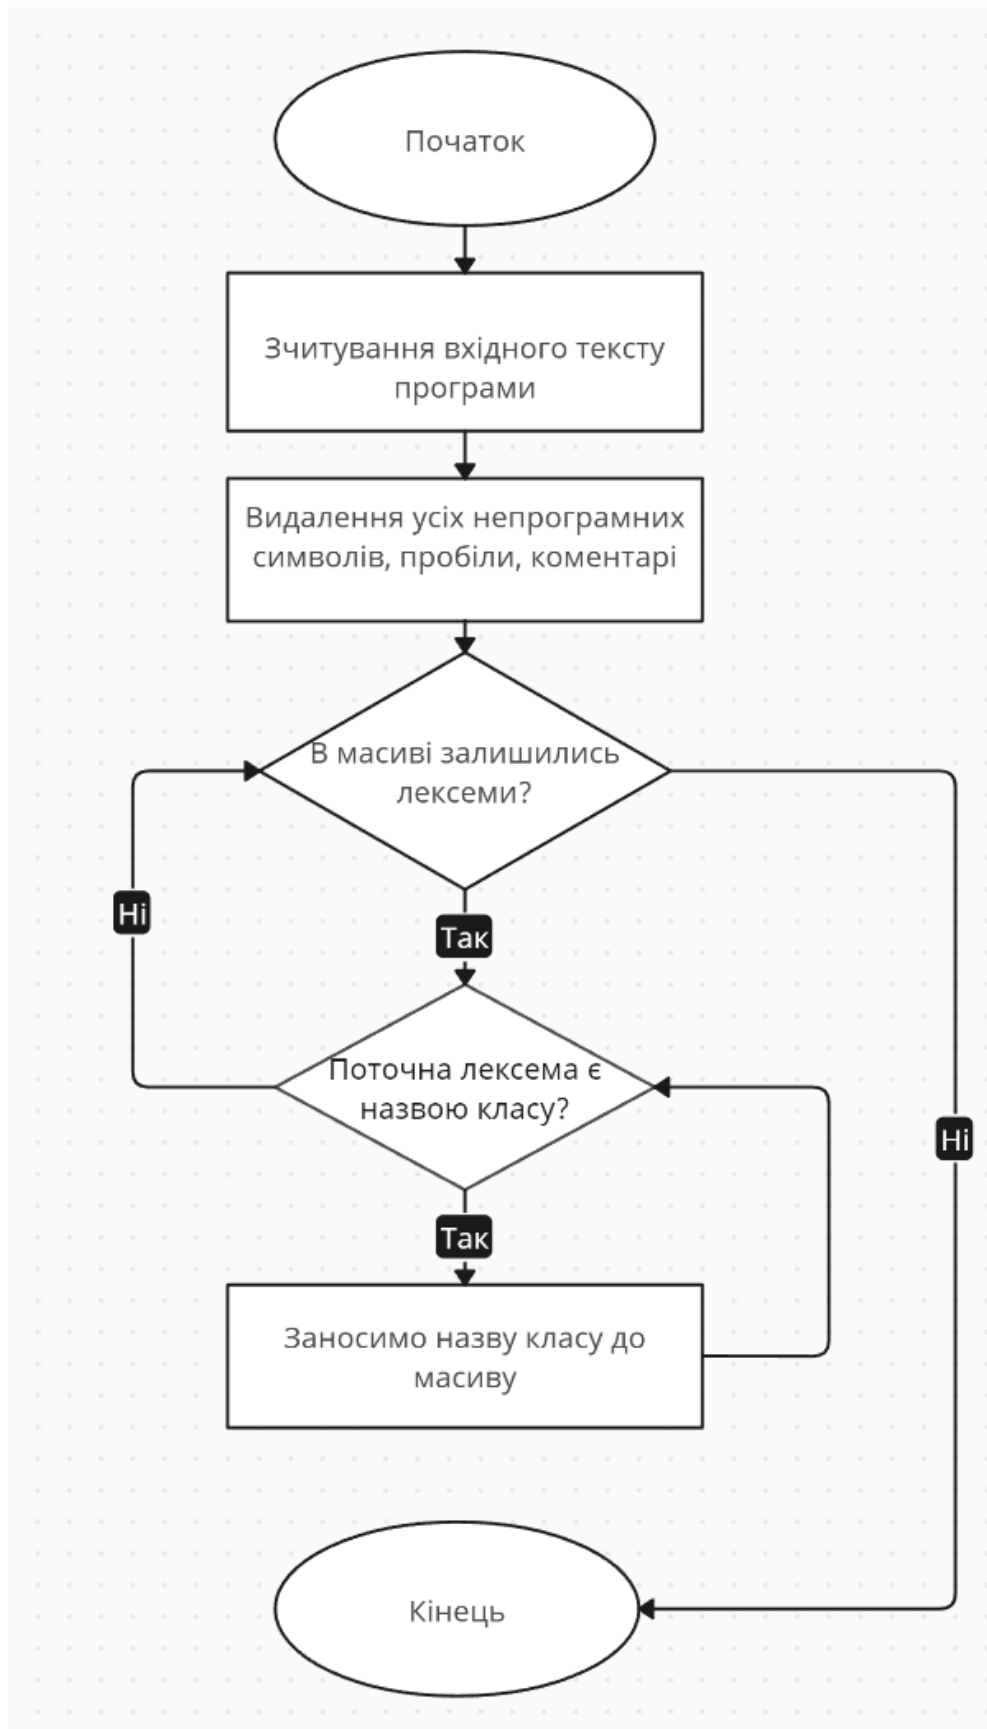 Початок
Зчитування вхідного тексту
програми
Видалення усіх непрограмних
символів, пробіли, коментарі
В масиві залишились
лексеми?
Ні
Так
Поточна лексема є
назвою класу?
Ні
Так
Заносимо назву класу до
масиву
Кінець